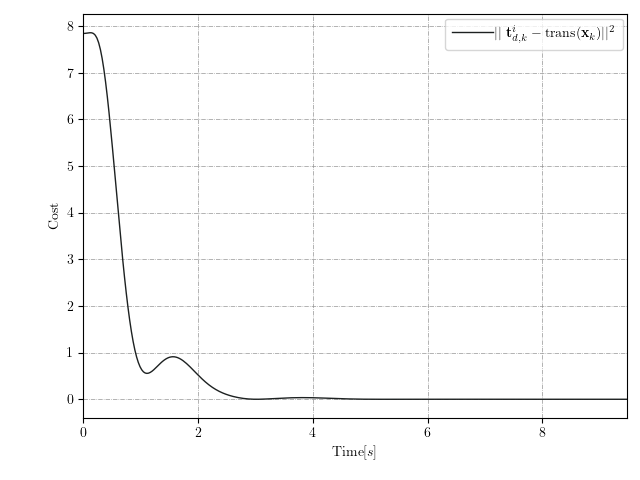 || t^i_{d,k} − trans(x_k)||²
8
7
6
5
4
3
2
1
0
Cost
0 2 4 6 8
Time[s]